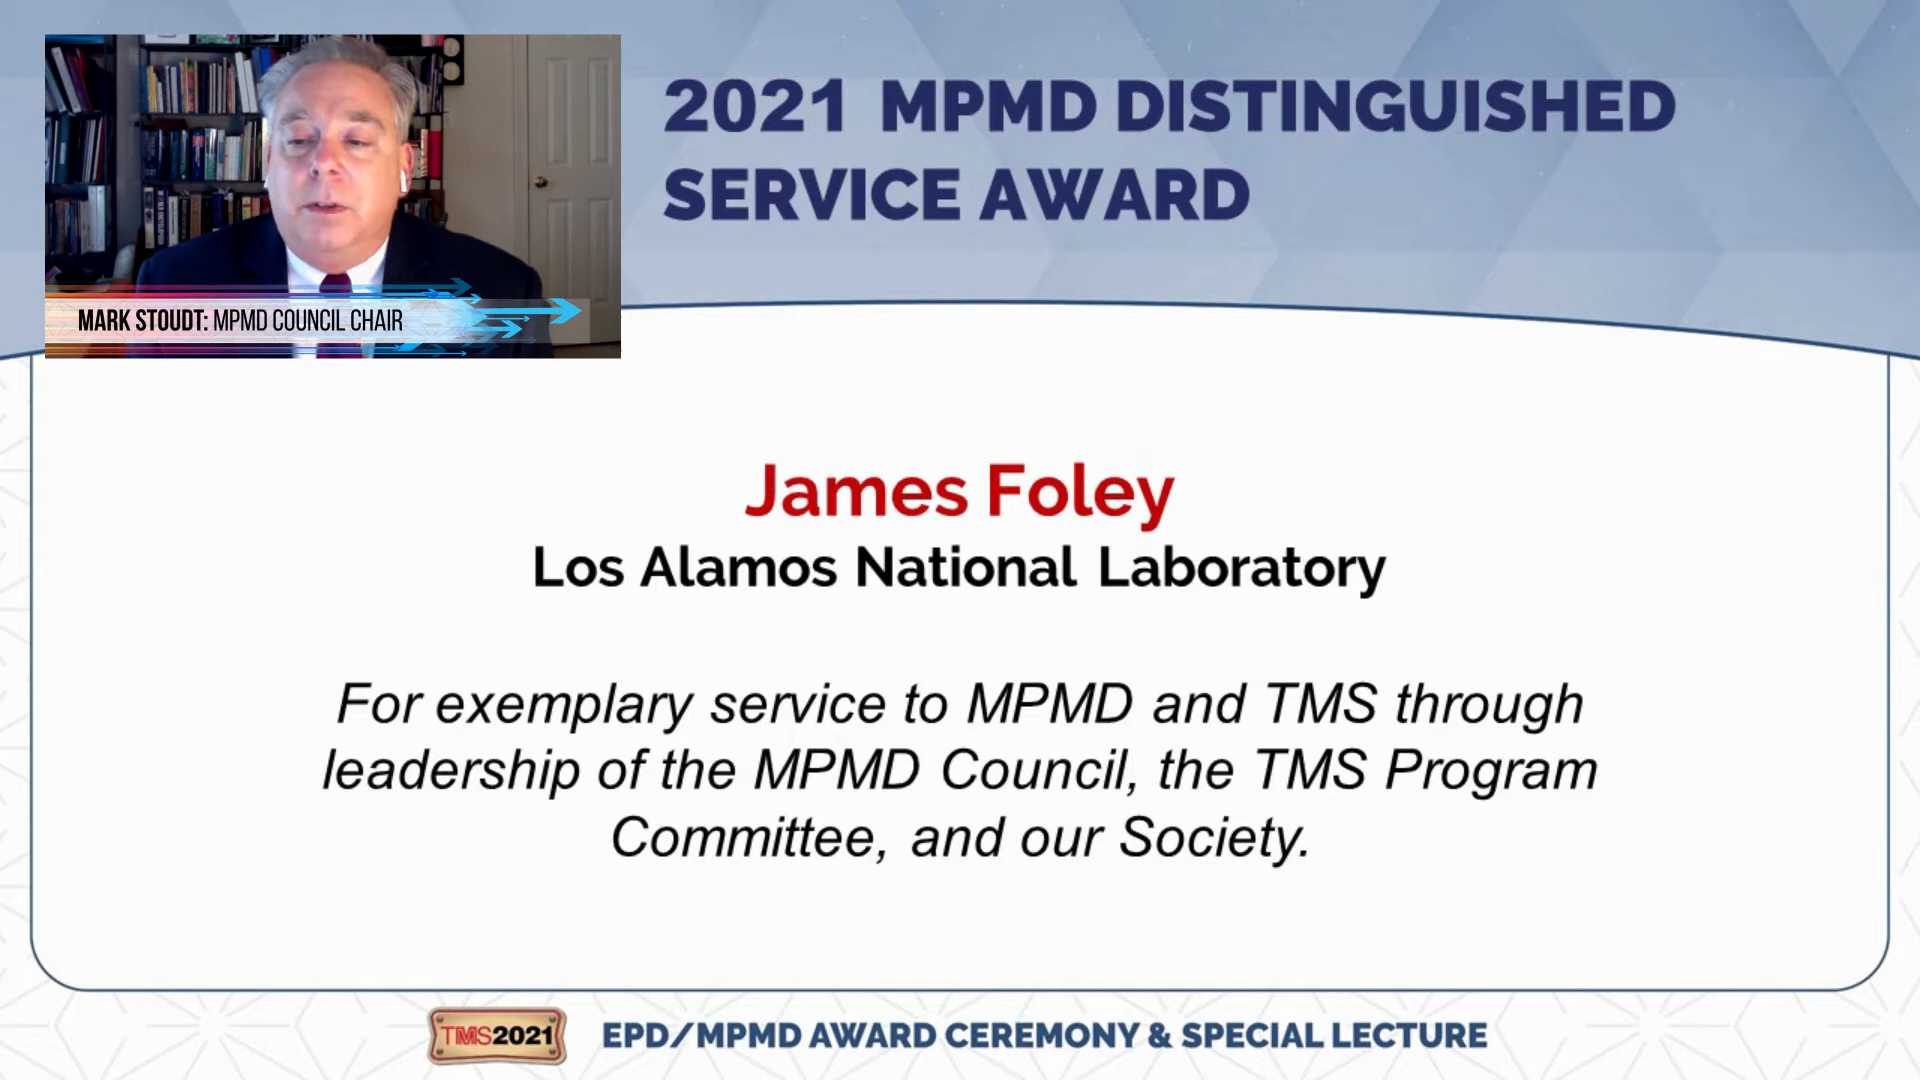 2021 MPMD DISTINGUISHED
SERVICE AWARD
MARK STOUDT: MPMD COUNCIL CHAIR
James Foley
Los Alamos National Laboratory
For exemplary service to MPMD and TMS through
leadership of the MPMD Council, the TMS Program
Committee, and our Society.
TMS2021
EPD/MPMD AWARD CEREMONY & SPECIAL LECTURE